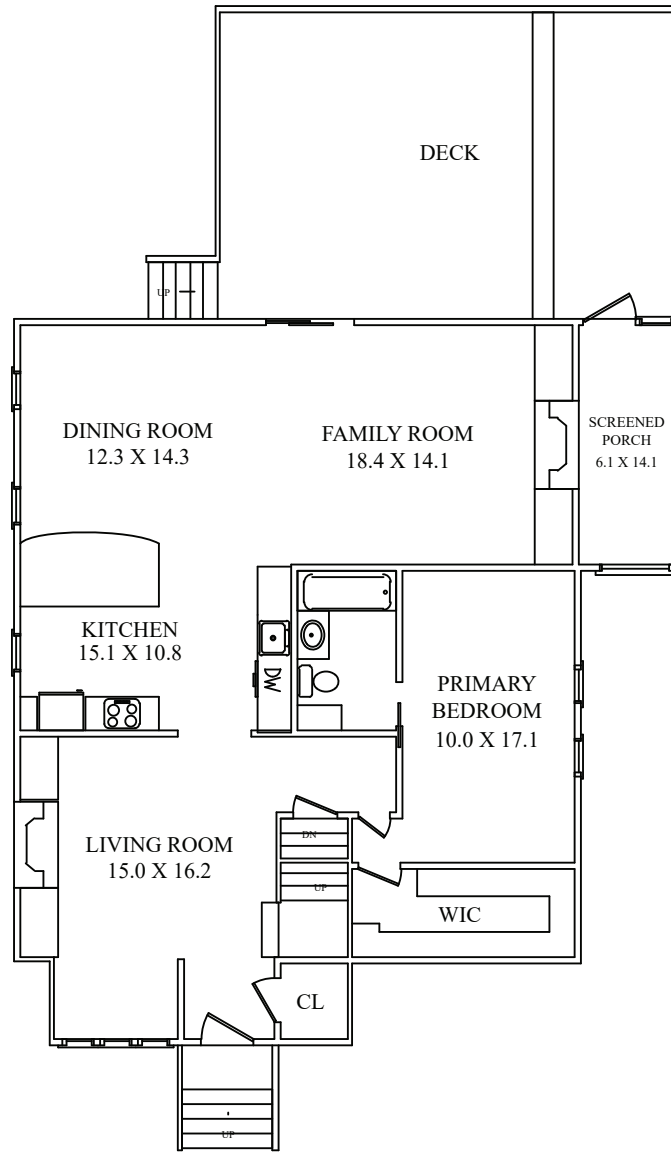 DECK
UP
DINING ROOM
12.3 X 14.3
FAMILY ROOM
18.4 X 14.1
SCREENED
PORCH
6.1 X 14.1
KITCHEN
15.1 X 10.8
DW
PRIMARY
BEDROOM
10.0 X 17.1
LIVING ROOM
15.0 X 16.2
DN
UP
WIC
CL
UP